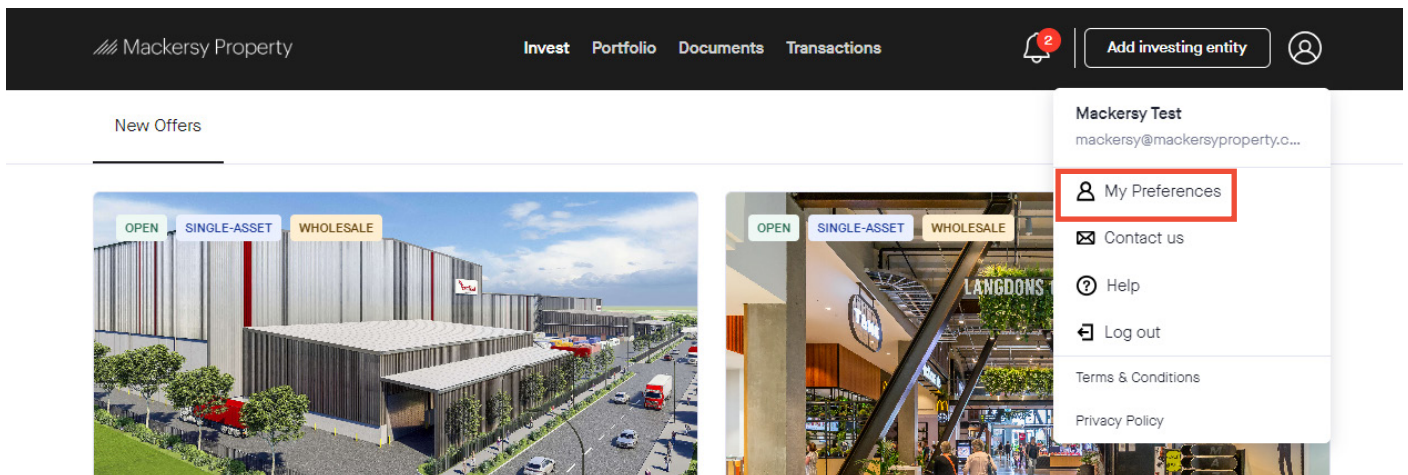 Mackersy Property
Invest Portfolio Documents Transactions
2
Add investing entity
New Offers
Mackersy Test
mackersy@mackersyproperty.c...
My Preferences
Contact us
Help
Log out
Terms & Conditions
Privacy Policy
OPEN SINGLE-ASSET WHOLESALE
OPEN SINGLE-ASSET WHOLESALE
LANGDONS